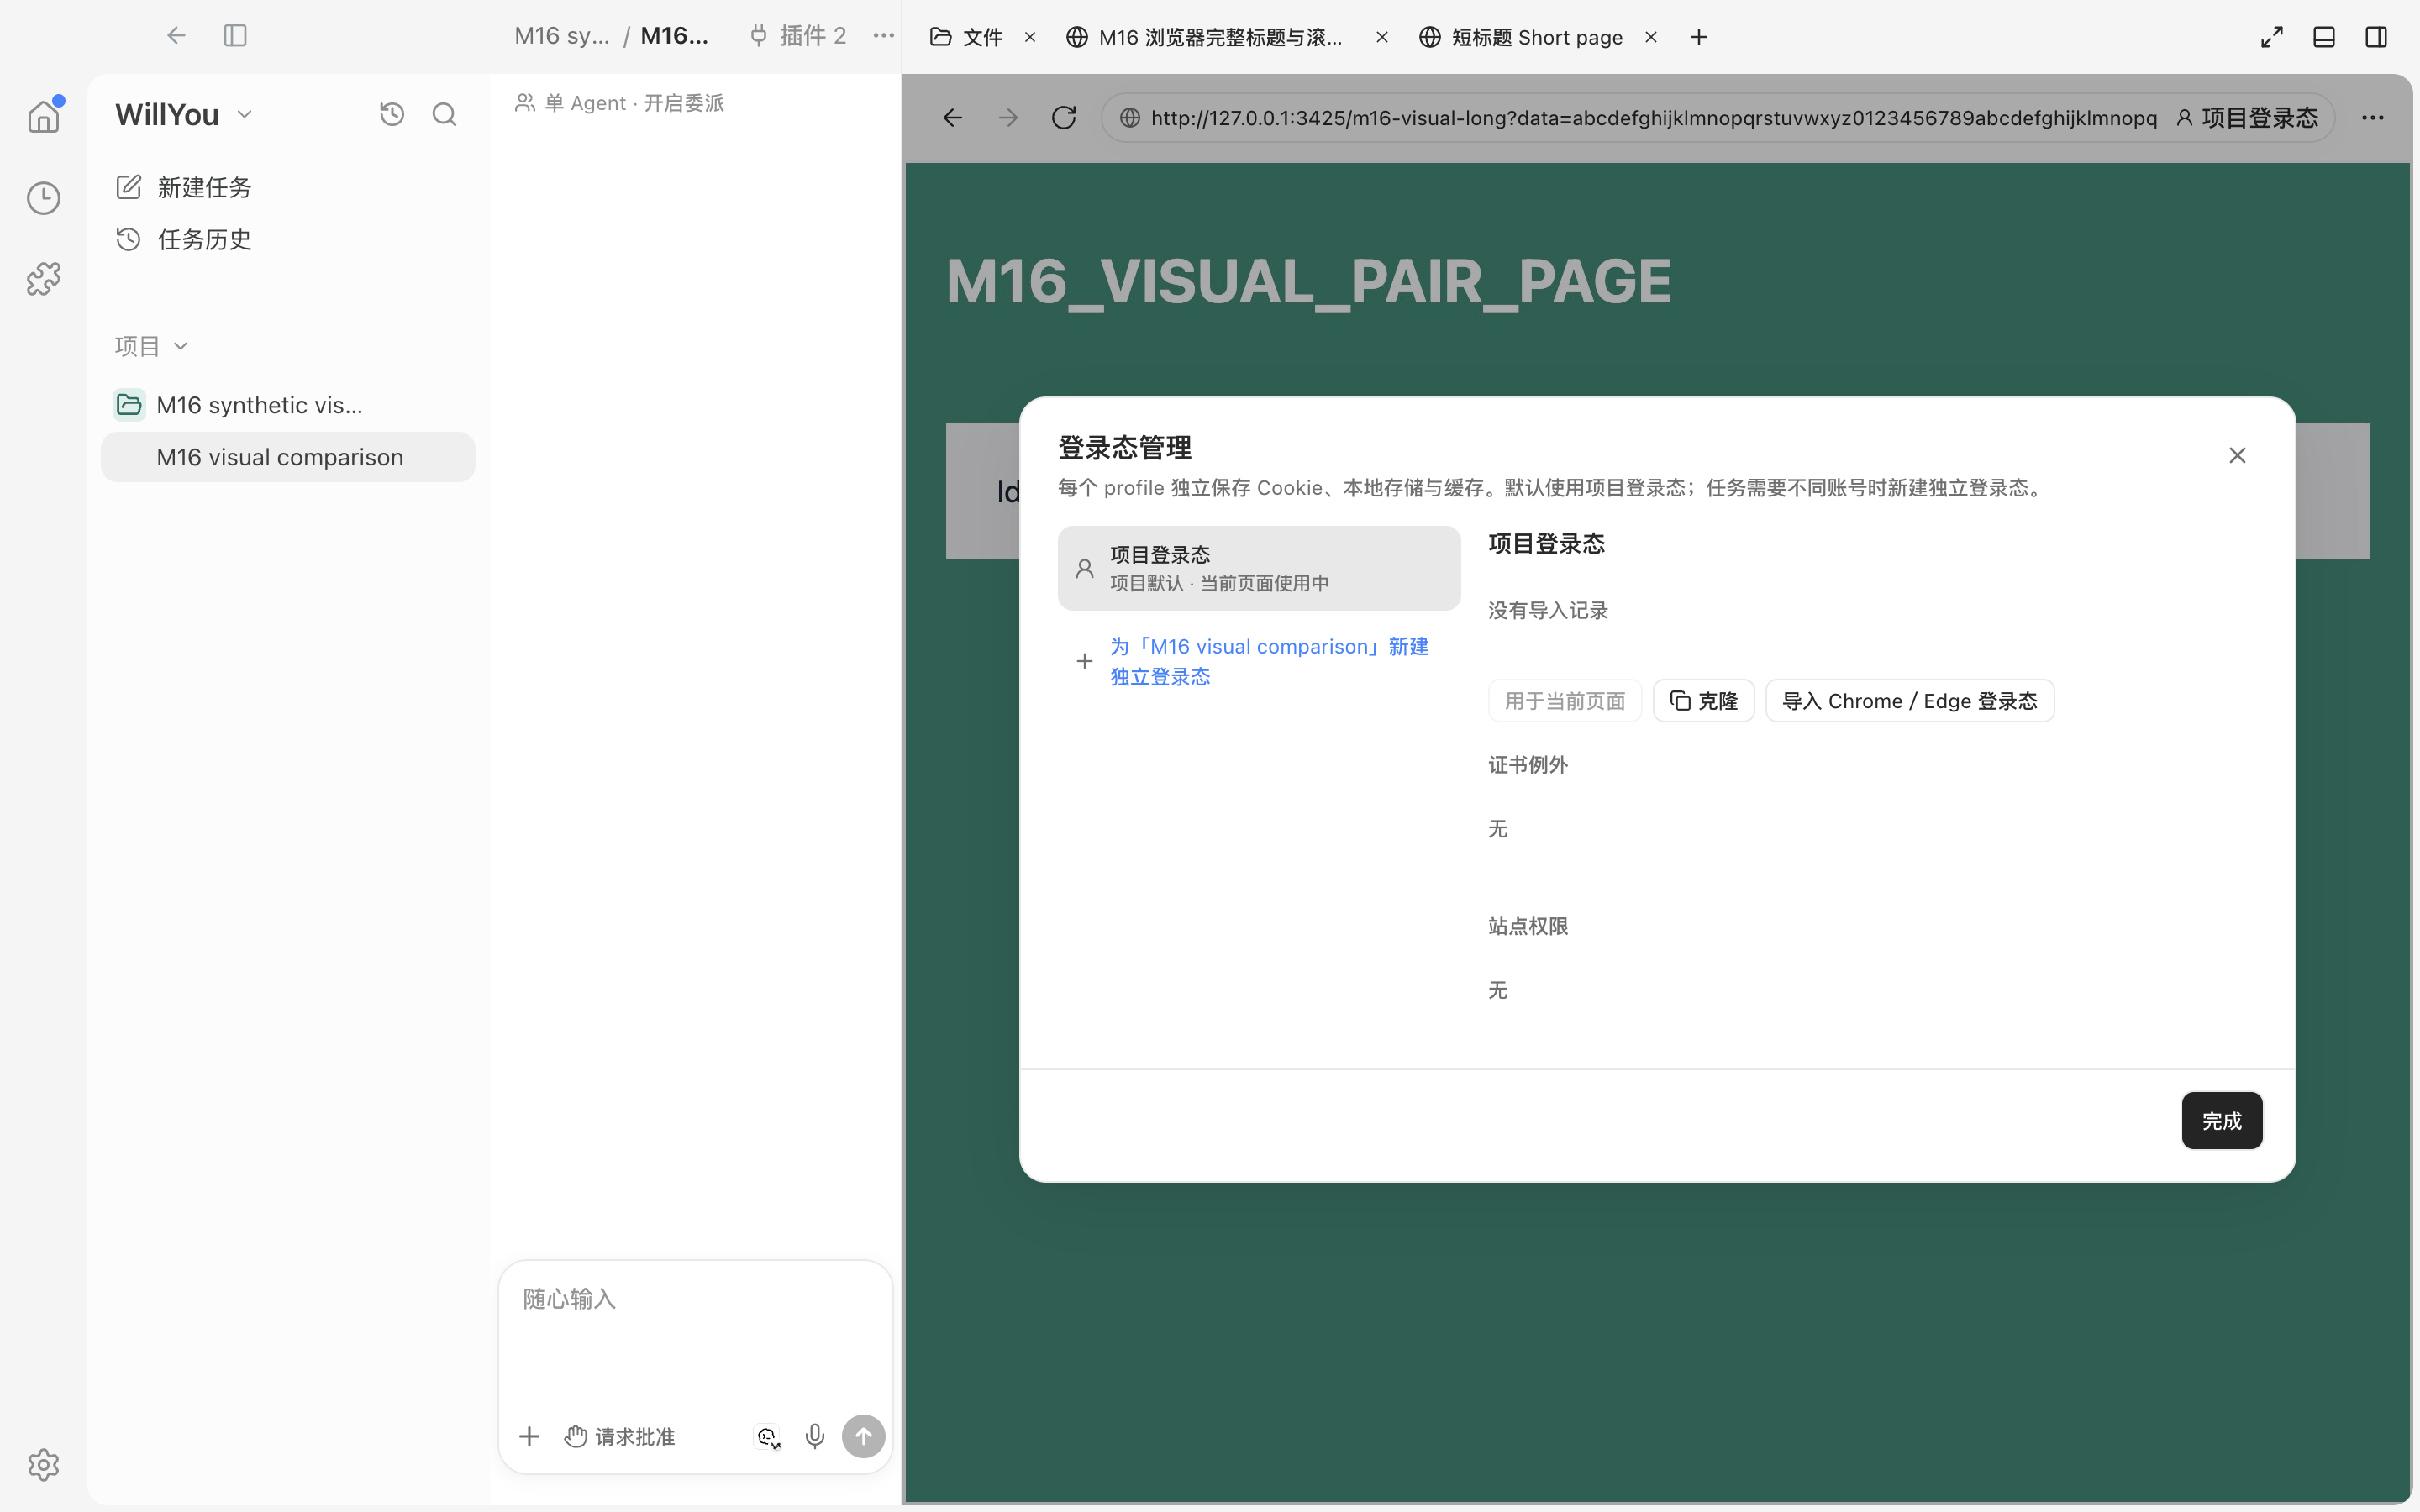 M16 sy... / M16...
插件 2
文件
M16 浏览器完整标题与滚...
短标题 Short page
WillYou
新建任务
任务历史
项目
M16 synthetic vis...
M16 visual comparison
单 Agent · 开启委派
http://127.0.0.1:3425/m16-visual-long?data=abcdefghijklmnopqrstuvwxyz0123456789abcdefghijklmnopq
项目登录态
M16_VISUAL_PAIR_PAGE
Id
登录态管理
每个 profile 独立保存 Cookie、本地存储与缓存。默认使用项目登录态；任务需要不同账号时新建独立登录态。
项目登录态
项目默认 · 当前页面使用中
为「M16 visual comparison」新建
独立登录态
项目登录态
没有导入记录
用于当前页面
克隆
导入 Chrome / Edge 登录态
证书例外
无
站点权限
无
完成
随心输入
请求批准